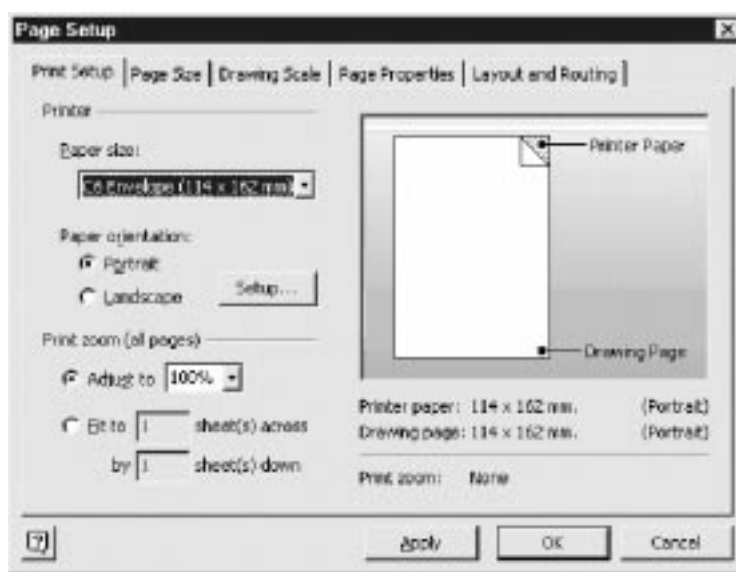 Page Setup
Print Setup Page Size Drawing Scale Page Properties Layout and Routing
Printer
Paper size:
C6 Envelope (114 x 162 mm)
Paper orientation:
Portrait
Landscape
Setup...
Print zoom (all pages)
Adjust to 100%
Fit to 1 sheet(s) across
by 1 sheet(s) down
Printer Paper
Drawing Page
Printer paper: 114 x 162 mm. (Portrait)
Drawing page: 114 x 162 mm. (Portrait)
Print zoom: None
?
Apply OK Cancel